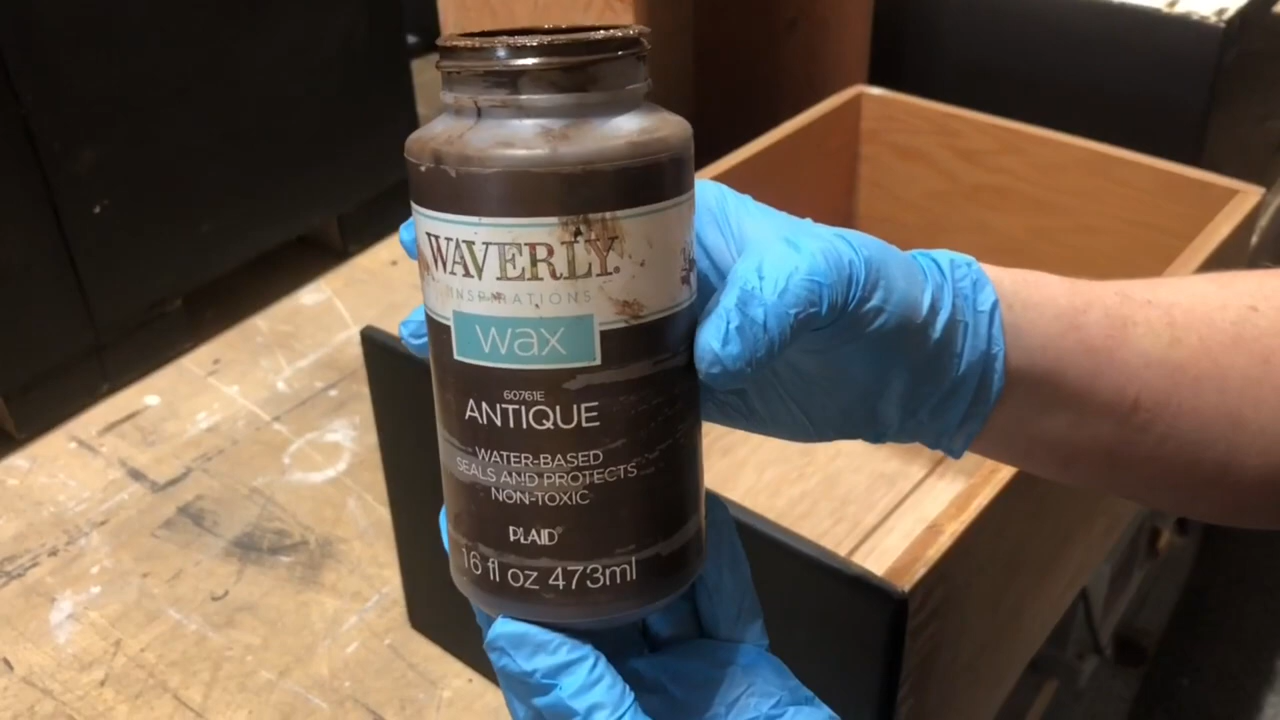 WAVERLY
INSPIRATIONS
wax
60761E
ANTIQUE
WATER-BASED
SEALS AND PROTECTS
NON-TOXIC
PLAID
16 fl oz 473ml